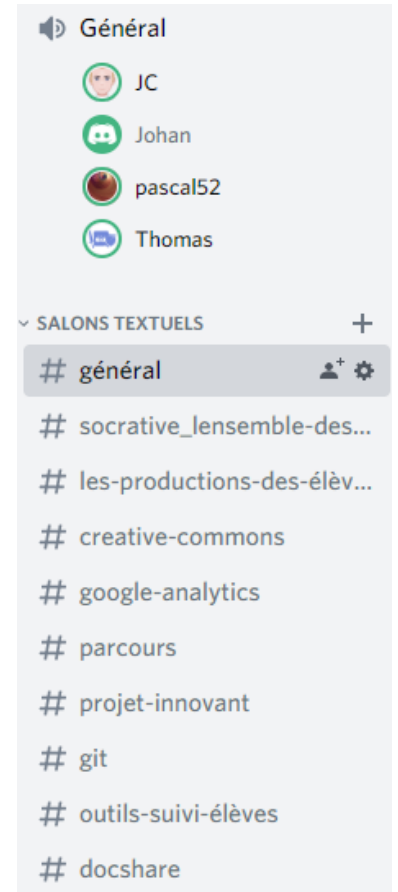 Général
JC
Johan
pascal52
Thomas
SALONS TEXTUELS
# général
# socrative_lensemble-des...
# les-productions-des-élèv...
# creative-commons
# google-analytics
# parcours
# projet-innovant
# git
# outils-suivi-élèves
# docshare